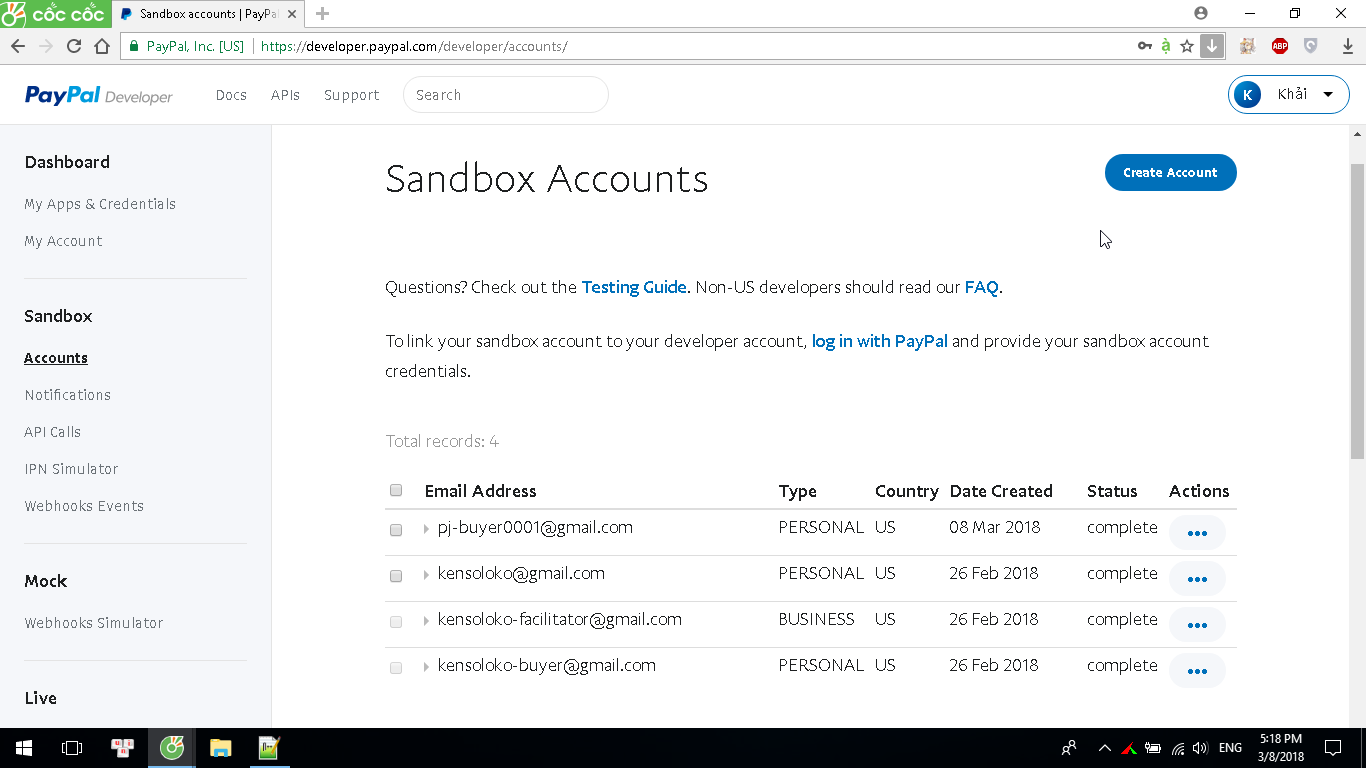 cốc cốc
Sandbox accounts | PayPa
PayPal, Inc. [US] https://developer.paypal.com/developer/accounts/
ABP
PayPal Developer Docs APIs Support Search K Khải
Dashboard
My Apps & Credentials
My Account
Sandbox
Accounts
Notifications
API Calls
IPN Simulator
Webhooks Events
Mock
Webhooks Simulator
Live
Sandbox Accounts
Create Account
Questions? Check out the Testing Guide. Non-US developers should read our FAQ.
To link your sandbox account to your developer account, log in with PayPal and provide your sandbox account
credentials.
Total records: 4
Email Address Type Country Date Created Status Actions
pj-buyer0001@gmail.com PERSONAL US 08 Mar 2018 complete
kensoloko@gmail.com PERSONAL US 26 Feb 2018 complete
kensoloko-facilitator@gmail.com BUSINESS US 26 Feb 2018 complete
kensoloko-buyer@gmail.com PERSONAL US 26 Feb 2018 complete
ENG
5:18 PM
3/8/2018